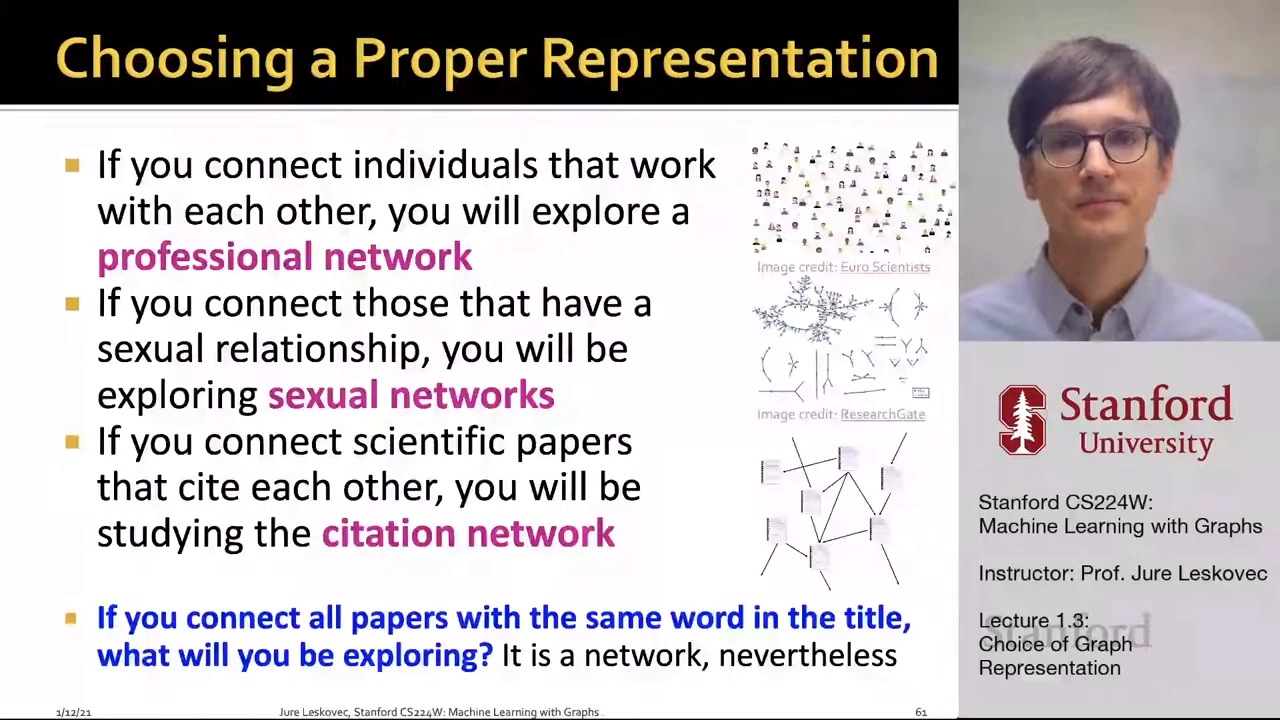 Choosing a Proper Representation
If you connect individuals that work
with each other, you will explore a
professional network
If you connect those that have a
sexual relationship, you will be
exploring sexual networks
If you connect scientific papers
that cite each other, you will be
studying the citation network
If you connect all papers with the same word in the title,
what will you be exploring? It is a network, nevertheless
Image credit: Euro Scientists
Image credit: ResearchGate
1/12/21
Jure Leskovec, Stanford CS224W: Machine Learning with Graphs
61
Stanford
University
Stanford CS224W:
Machine Learning with Graphs
Instructor: Prof. Jure Leskovec
Lecture 1.3:
Choice of Graph
Representation
Stanford